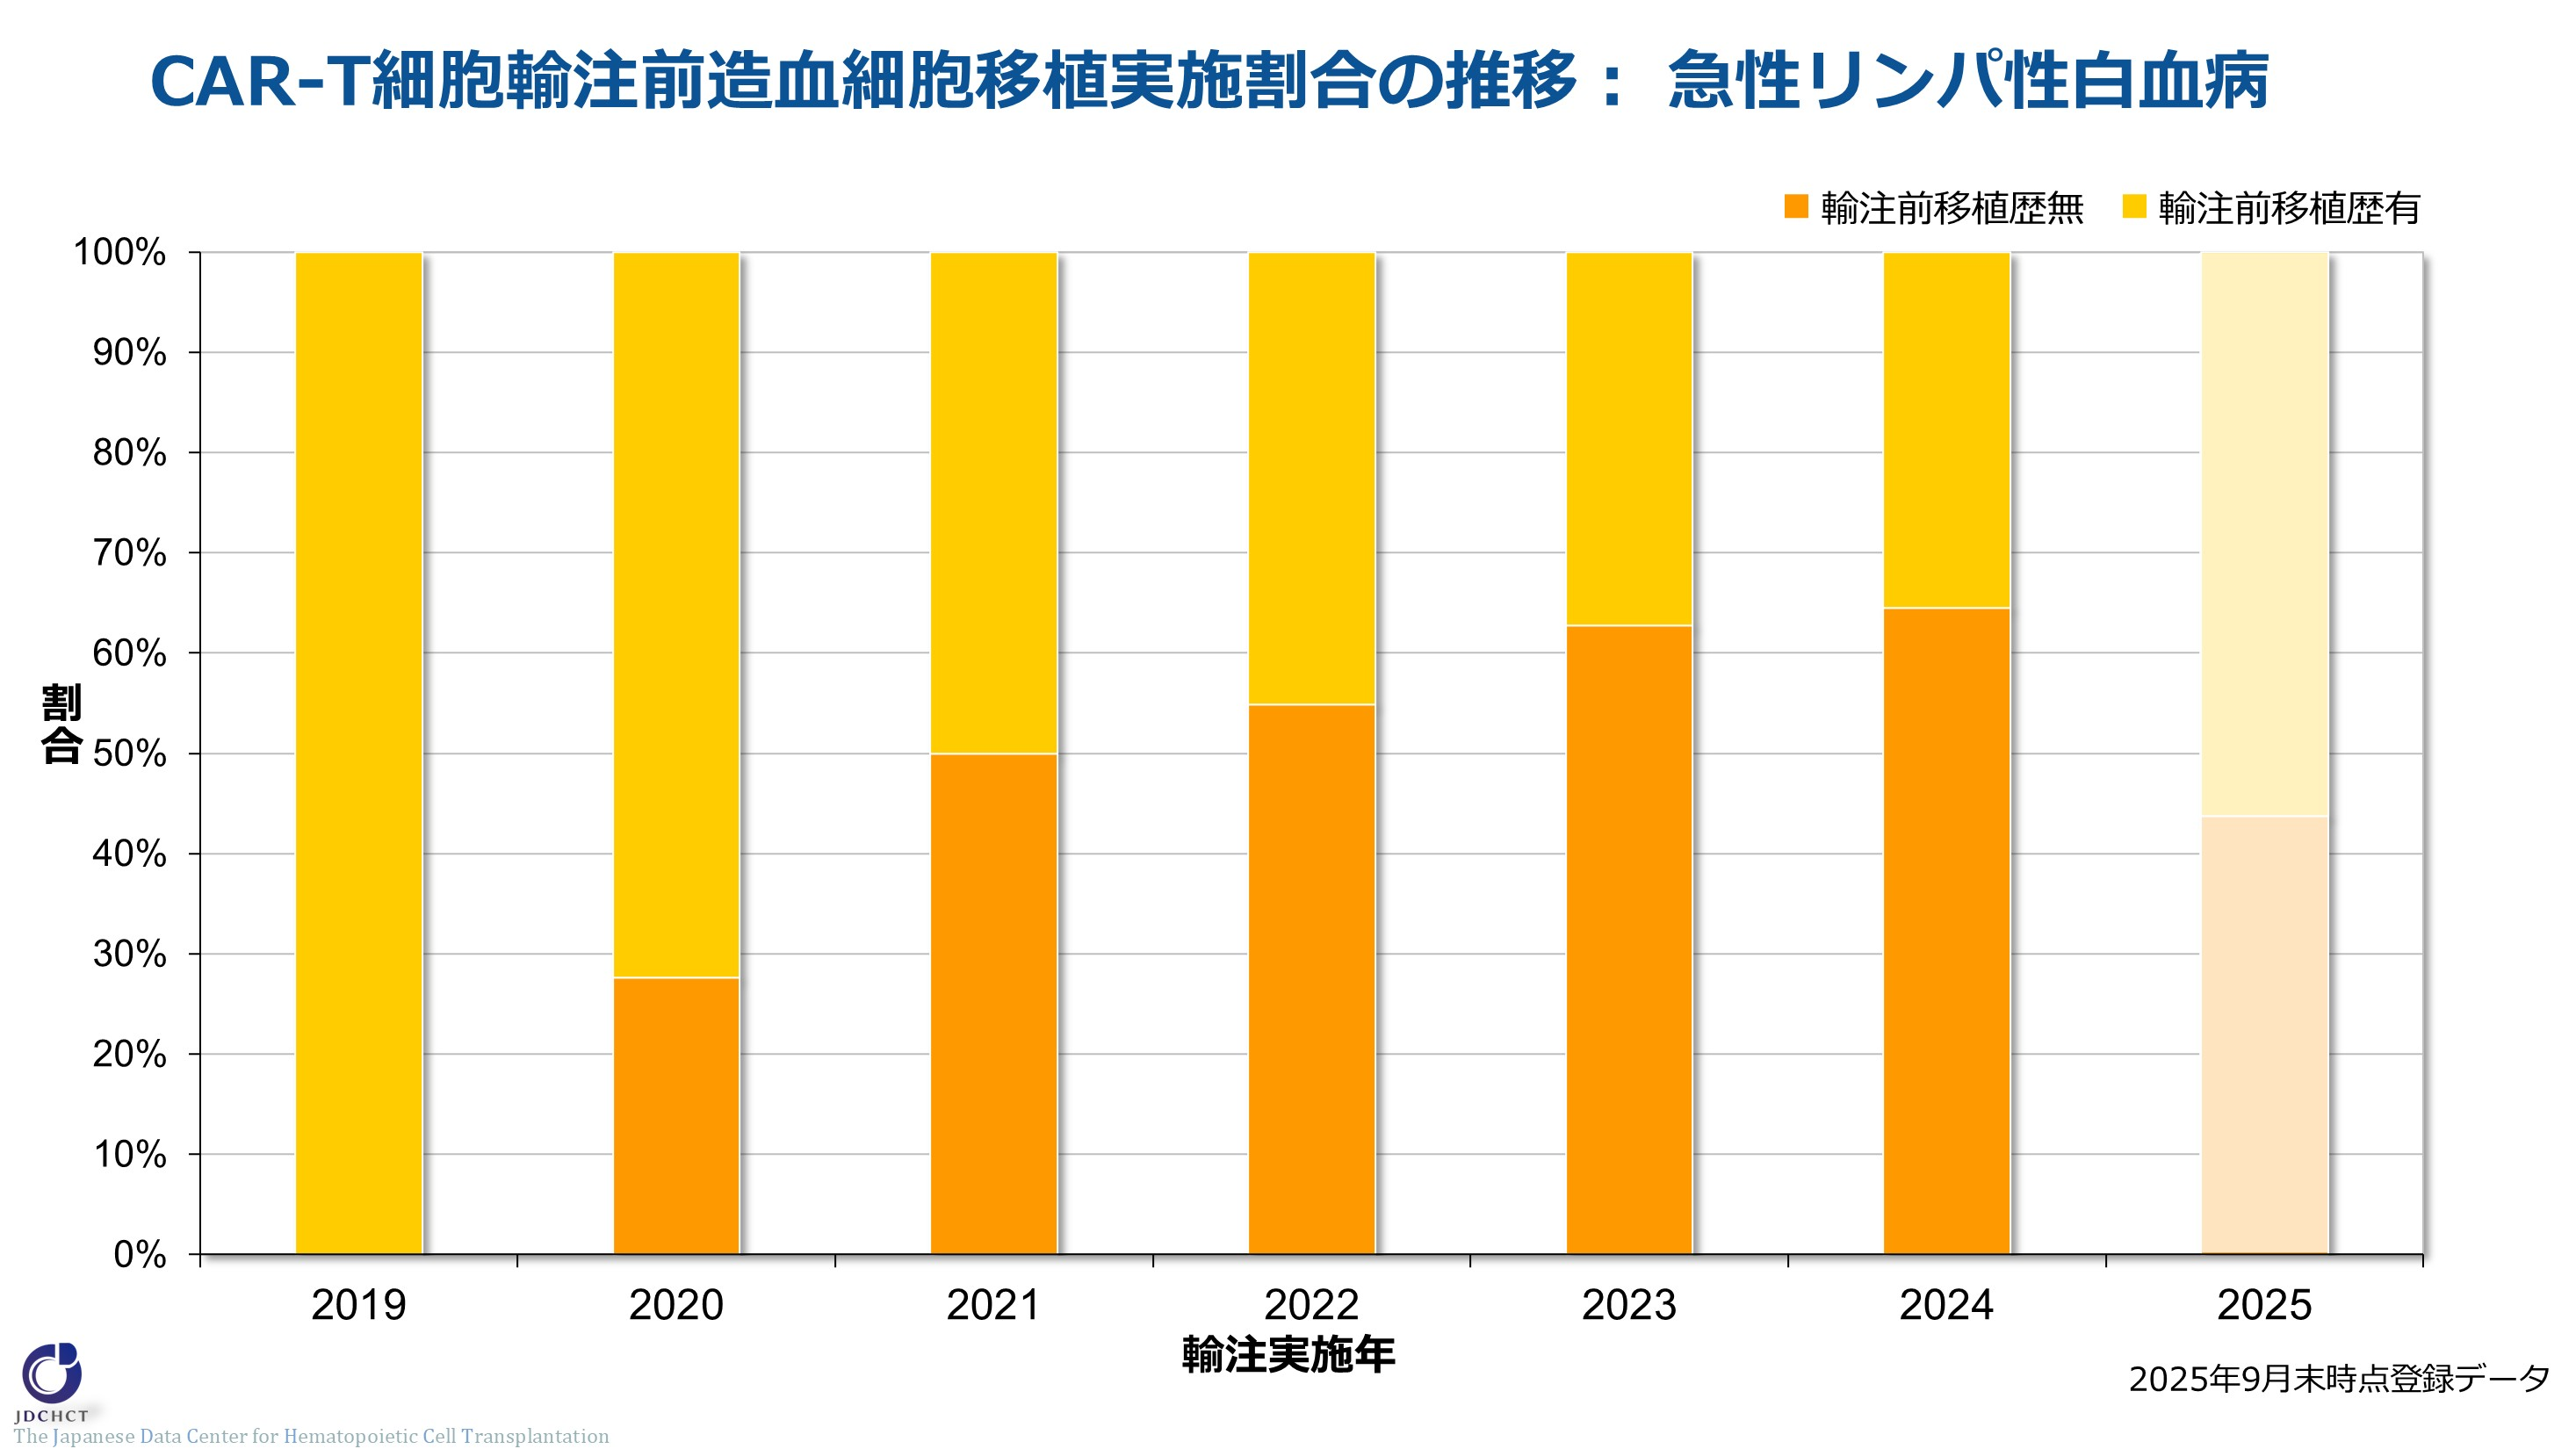 CAR-T細胞輸注前造血細胞移植実施割合の推移： 急性リンパ性白血病
輸注前移植歴無 輸注前移植歴有
100%
90%
80%
70%
60%
50%
40%
30%
20%
10%
0%
割合
2019 2020 2021 2022 2023 2024 2025
輸注実施年
2025年9月末時点登録データ
JDCHCT
The Japanese Data Center for Hematopoietic Cell Transplantation